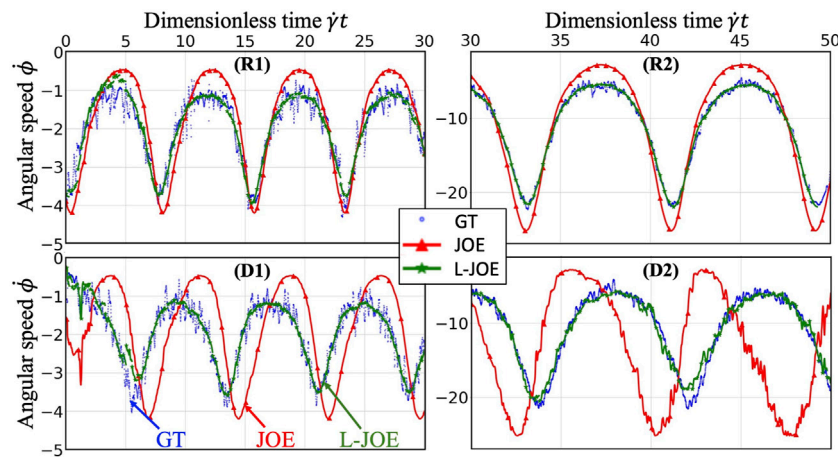 Dimensionless time γ̇t
Dimensionless time γ̇t
0 5 10 15 20 25 30
30 35 40 45 50
(R1)
(R2)
Angular speed ϕ̇
0
−1
−2
−3
−4
−5
−10
−20
GT
JOE
L-JOE
(D1)
(D2)
Angular speed ϕ̇
0
−1
−2
−3
−4
−5
−10
−20
GT
JOE
L-JOE